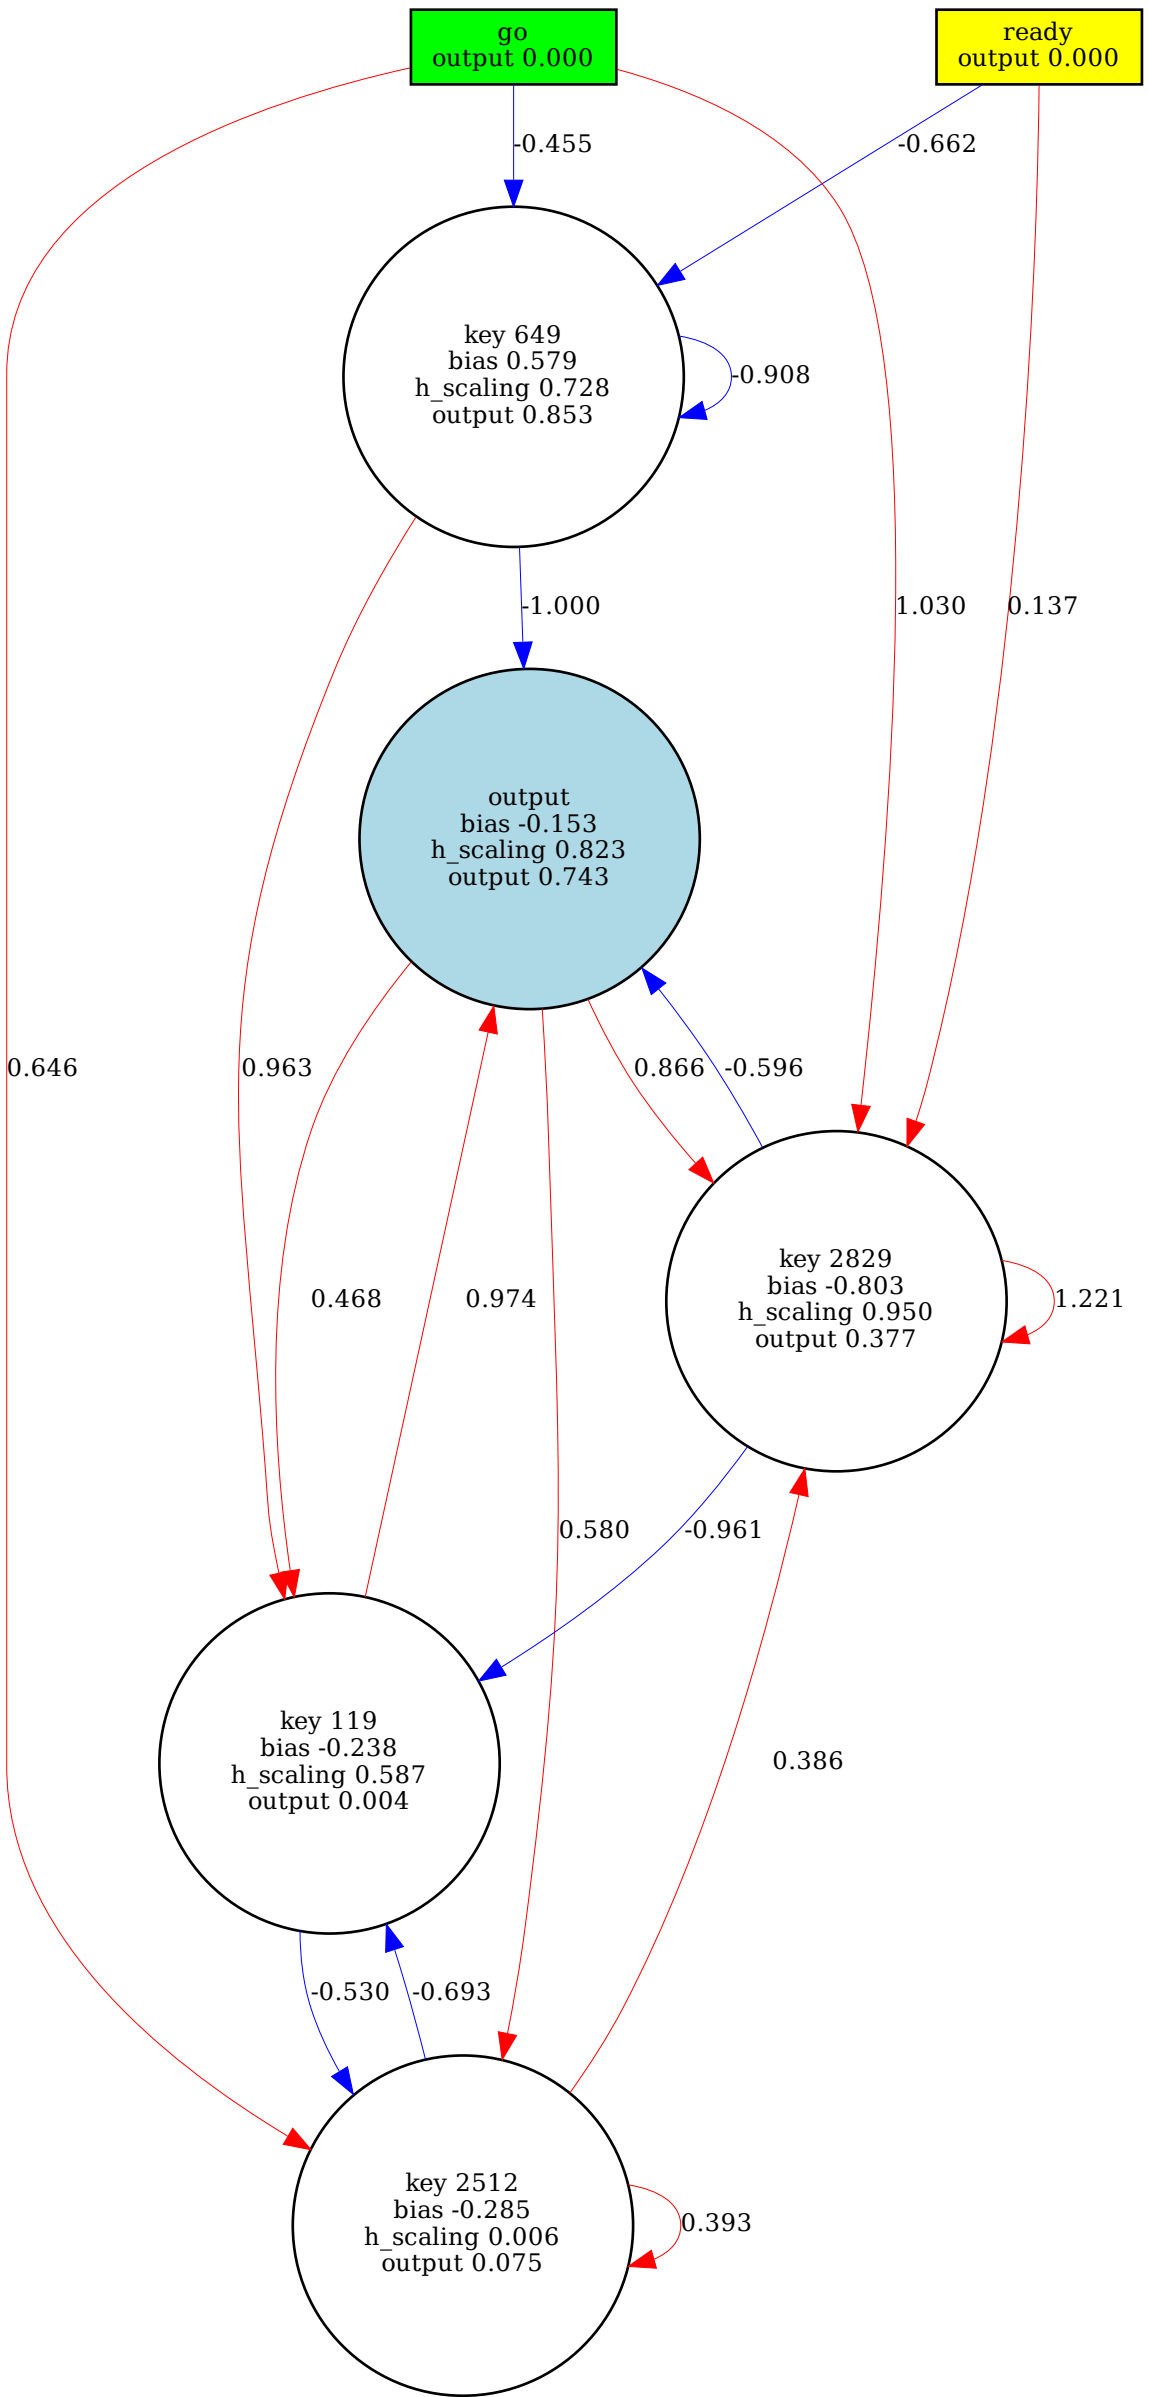 go
output 0.000
ready
output 0.000
-0.455
-0.662
key 649
bias 0.579
h_scaling 0.728
output 0.853
-0.908
-1.000
1.030
0.137
output
bias -0.153
h_scaling 0.823
output 0.743
0.646
0.963
0.866
-0.596
key 2829
bias -0.803
h_scaling 0.950
output 0.377
0.468
0.974
1.221
0.580
-0.961
key 119
bias -0.238
h_scaling 0.587
output 0.004
0.386
-0.530
-0.693
key 2512
bias -0.285
h_scaling 0.006
output 0.075
0.393